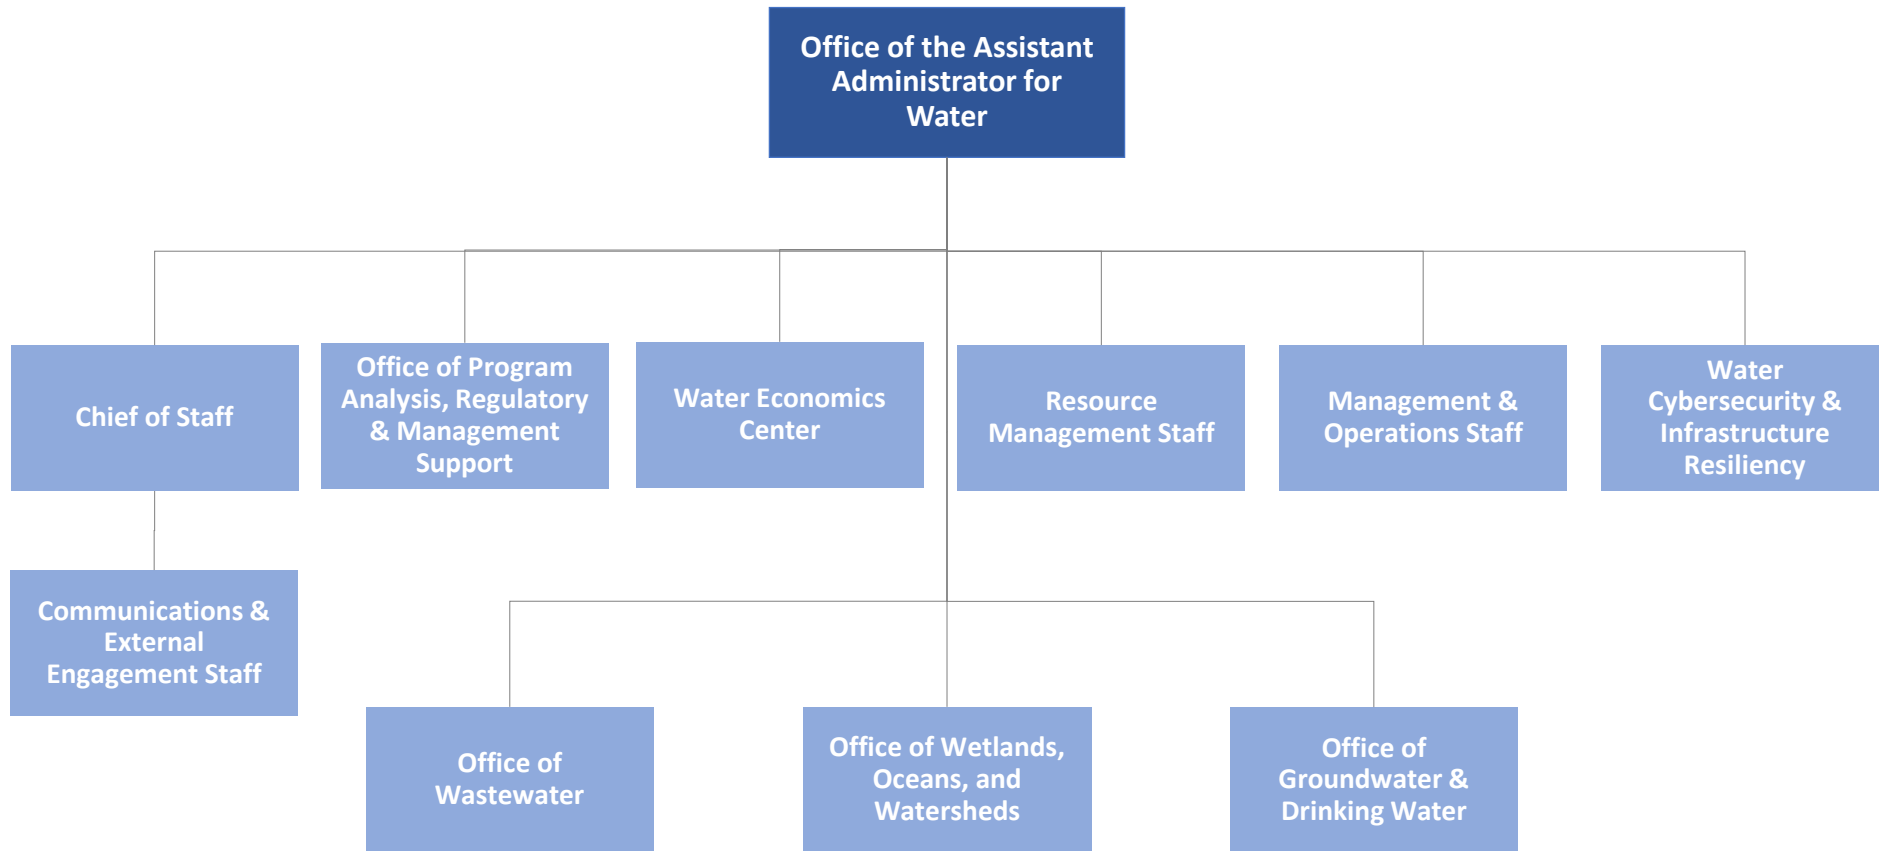 Office of the Assistant
Administrator for
Water
Chief of Staff
Office of Program
Analysis, Regulatory
& Management
Support
Water Economics
Center
Resource
Management Staff
Management &
Operations Staff
Water
Cybersecurity &
Infrastructure
Resiliency
Communications &
External
Engagement Staff
Office of
Wastewater
Office of Wetlands,
Oceans, and
Watersheds
Office of
Groundwater &
Drinking Water